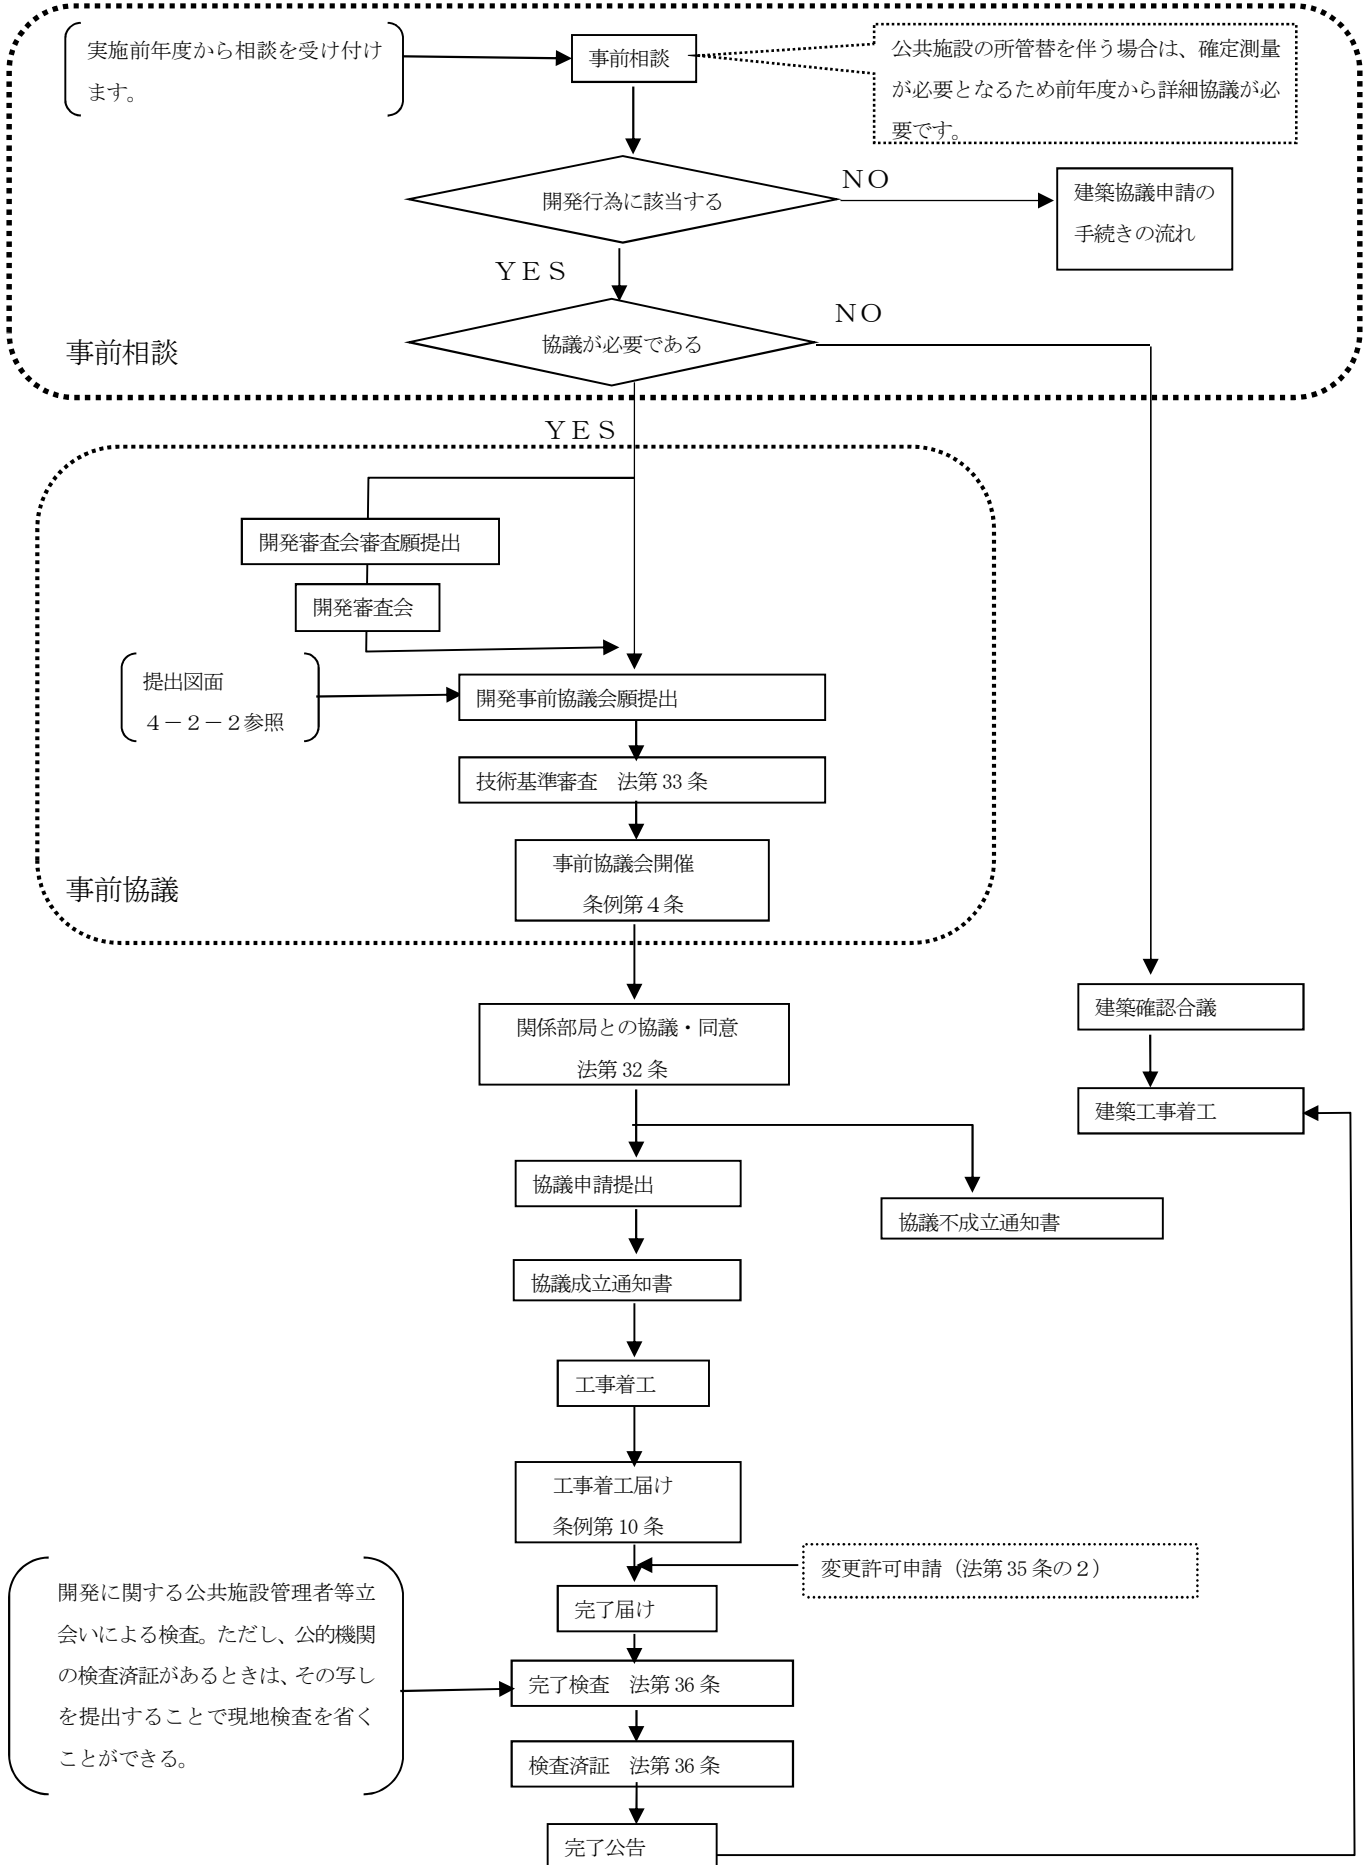 実施前年度から相談を受け付け
ます。
事前相談
公共施設の所管替を伴う場合は、確定測量
が必要となるため前年度から詳細協議が必
要です。
開発行為に該当する
ＮＯ
建築協議申請の
手続きの流れ
ＹＥＳ
協議が必要である
ＮＯ
事前相談
ＹＥＳ
開発審査会審査願提出
開発審査会
提出図面
４－２－２参照
開発事前協議会願提出
技術基準審査　法第 33 条
事前協議会開催
条例第４条
事前協議
関係部局との協議・同意
法第 32 条
建築確認合議
建築工事着工
協議申請提出
協議不成立通知書
協議成立通知書
工事着工
工事着工届け
条例第 10 条
変更許可申請（法第 35 条の２）
完了届け
開発に関する公共施設管理者等立
会いによる検査。ただし、公的機関
の検査済証があるときは、その写し
を提出することで現地検査を省く
ことができる。
完了検査　法第 36 条
検査済証　法第 36 条
完了公告